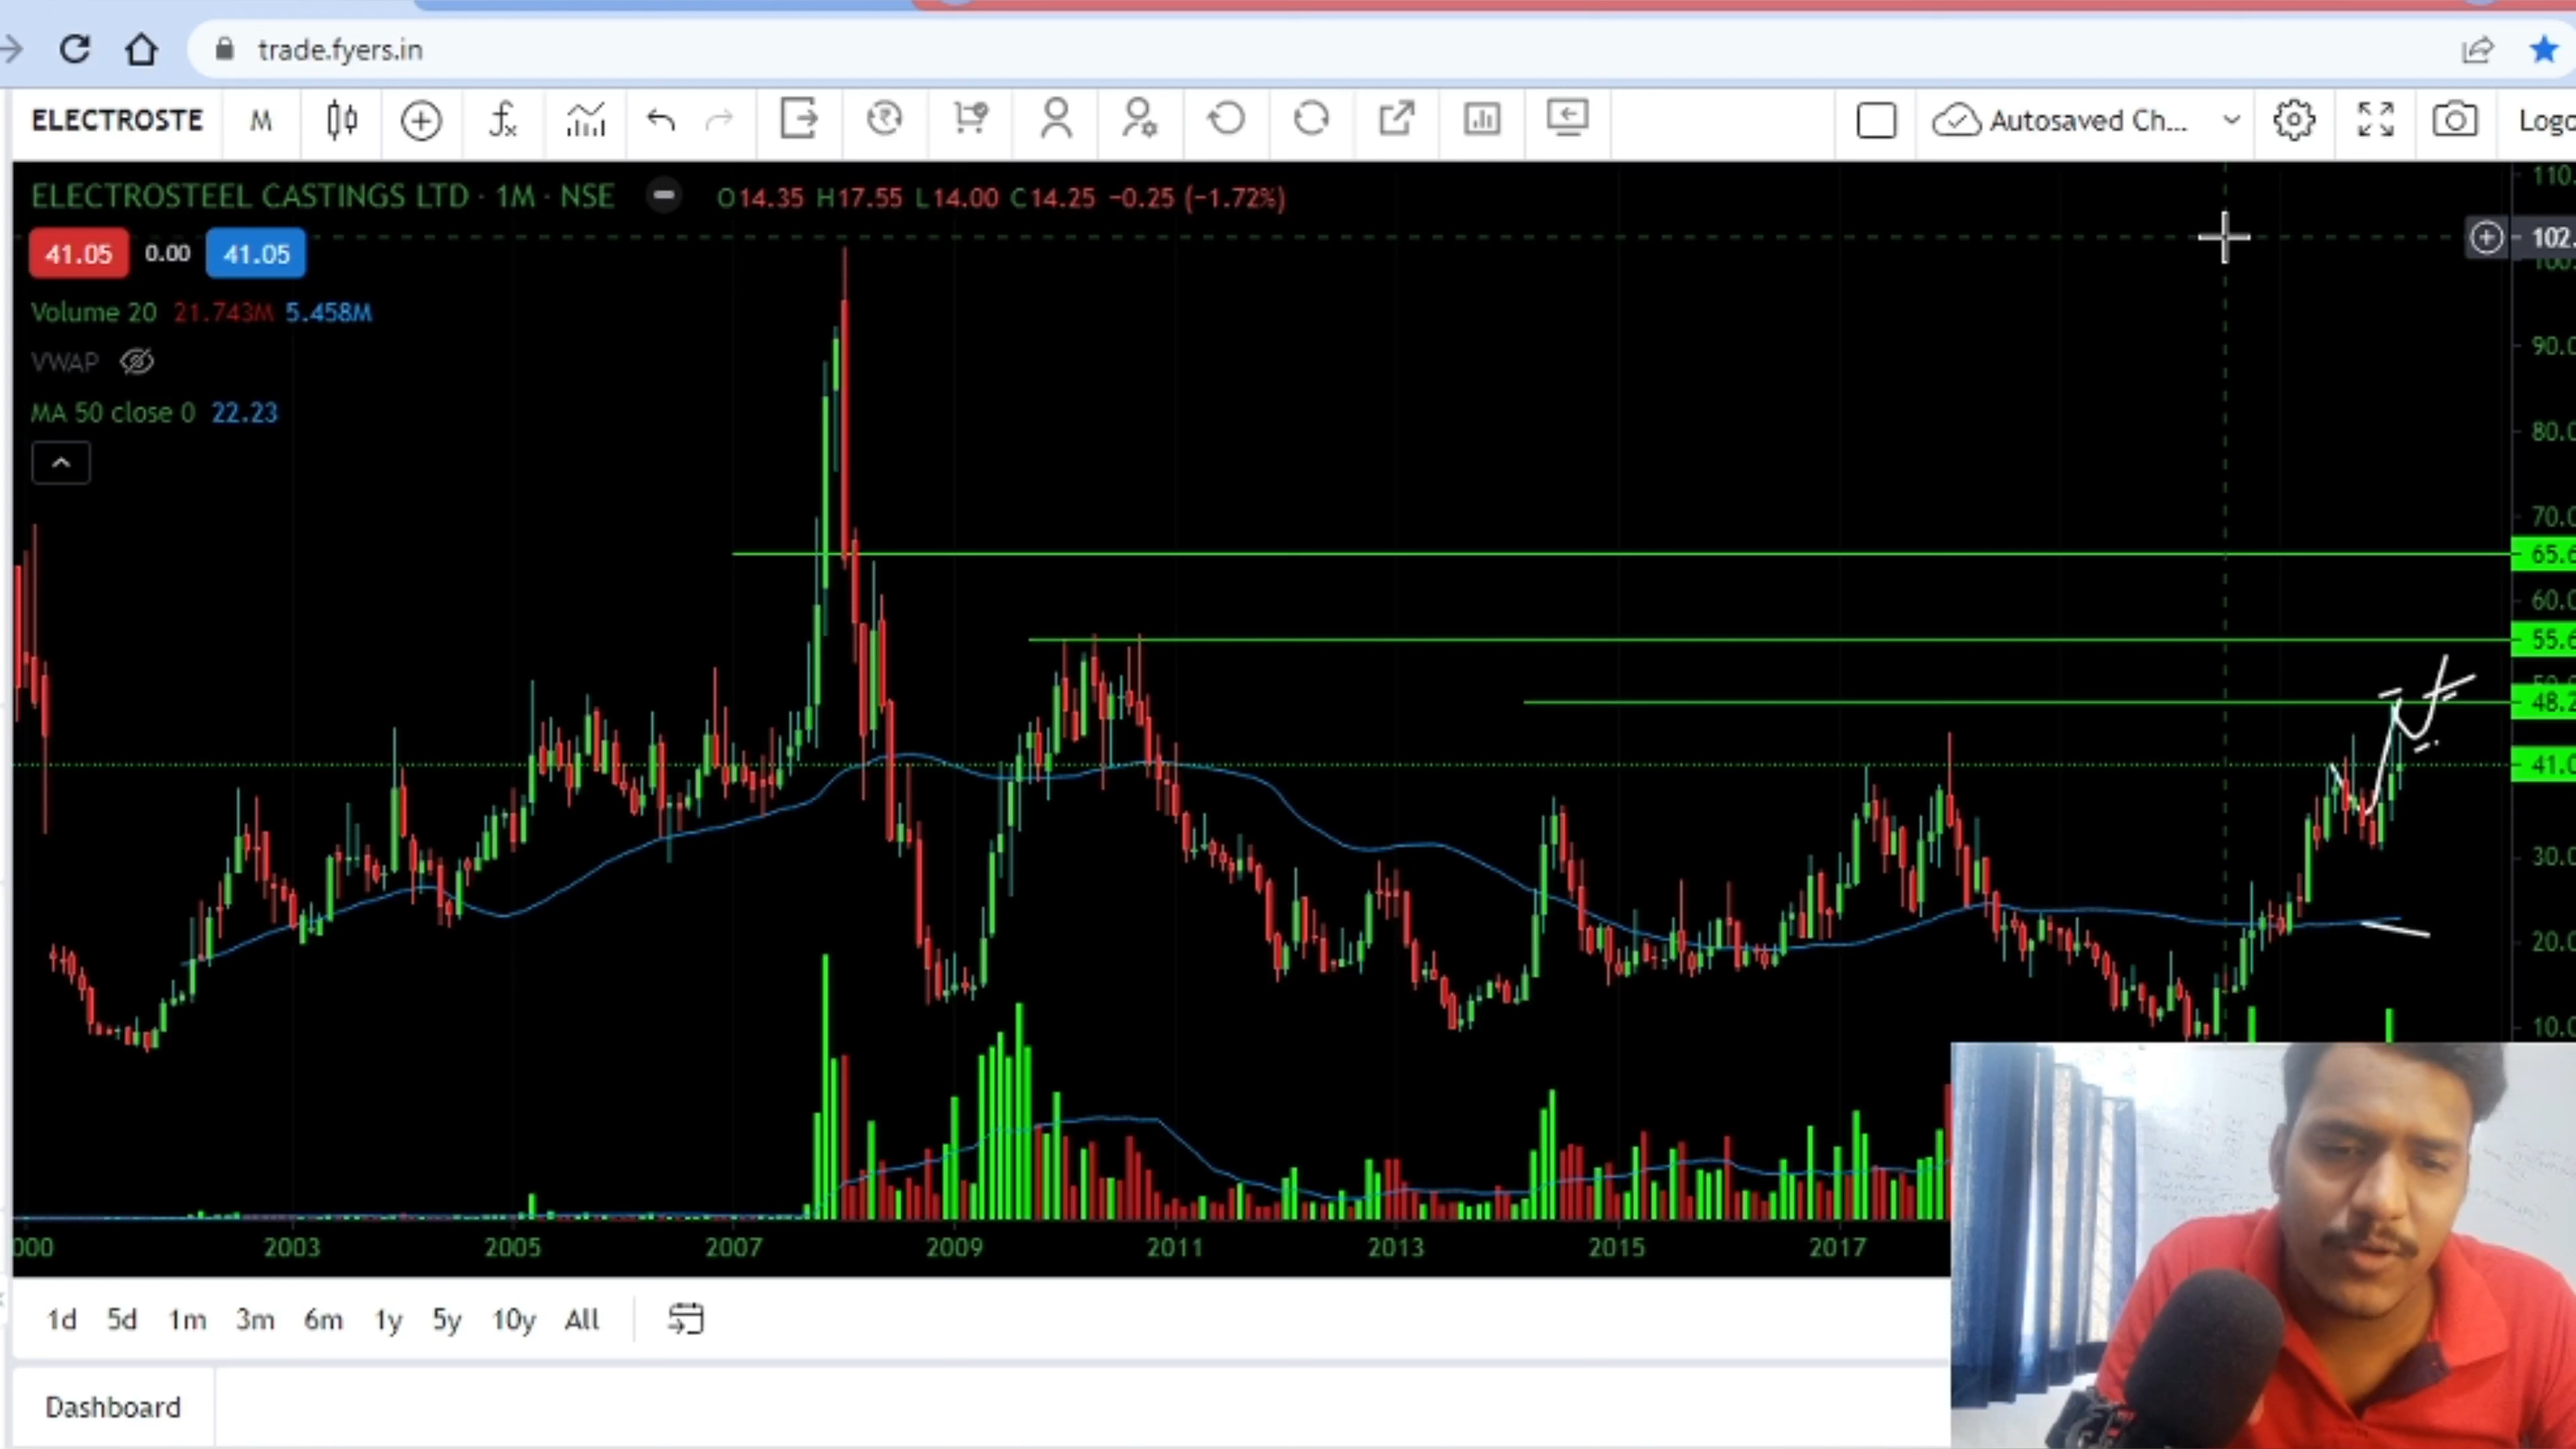 trade.fyers.in
ELECTROSTE M Autosaved Ch... Logo
ELECTROSTEEL CASTINGS LTD · 1M · NSE O14.35 H17.55 L14.00 C14.25 −0.25 (−1.72%)
41.05 0.00 41.05
Volume 20 21.743M 5.458M
VWAP
MA 50 close 0 22.23
110.
102.
100.
90.0
80.0
70.0
65.6
60.0
55.6
48.2
41.0
30.0
20.0
10.0
000 2003 2005 2007 2009 2011 2013 2015 2017
1d 5d 1m 3m 6m 1y 5y 10y All
Dashboard